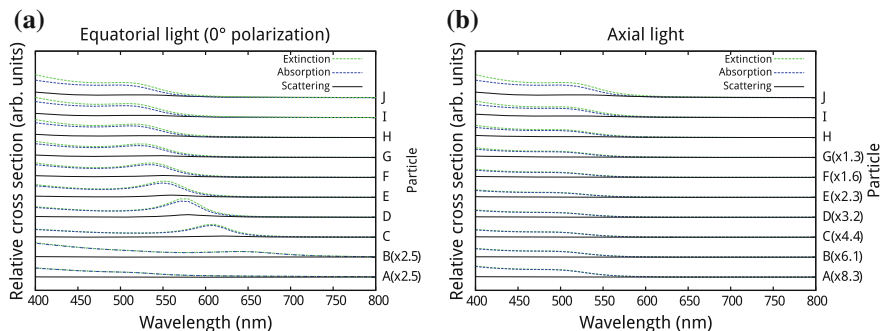 (a)
Equatorial light (0° polarization)
Relative cross section (arb. units)
Extinction
Absorption
Scattering
J
I
H
G
F
E
D
C
B(x2.5)
A(x2.5)
Particle
400 450 500 550 600 650 700 750 800
Wavelength (nm)
(b)
Axial light
Relative cross section (arb. units)
Extinction
Absorption
Scattering
J
I
H
G(x1.3)
F(x1.6)
E(x2.3)
D(x3.2)
C(x4.4)
B(x6.1)
A(x8.3)
Particle
400 450 500 550 600 650 700 750 800
Wavelength (nm)